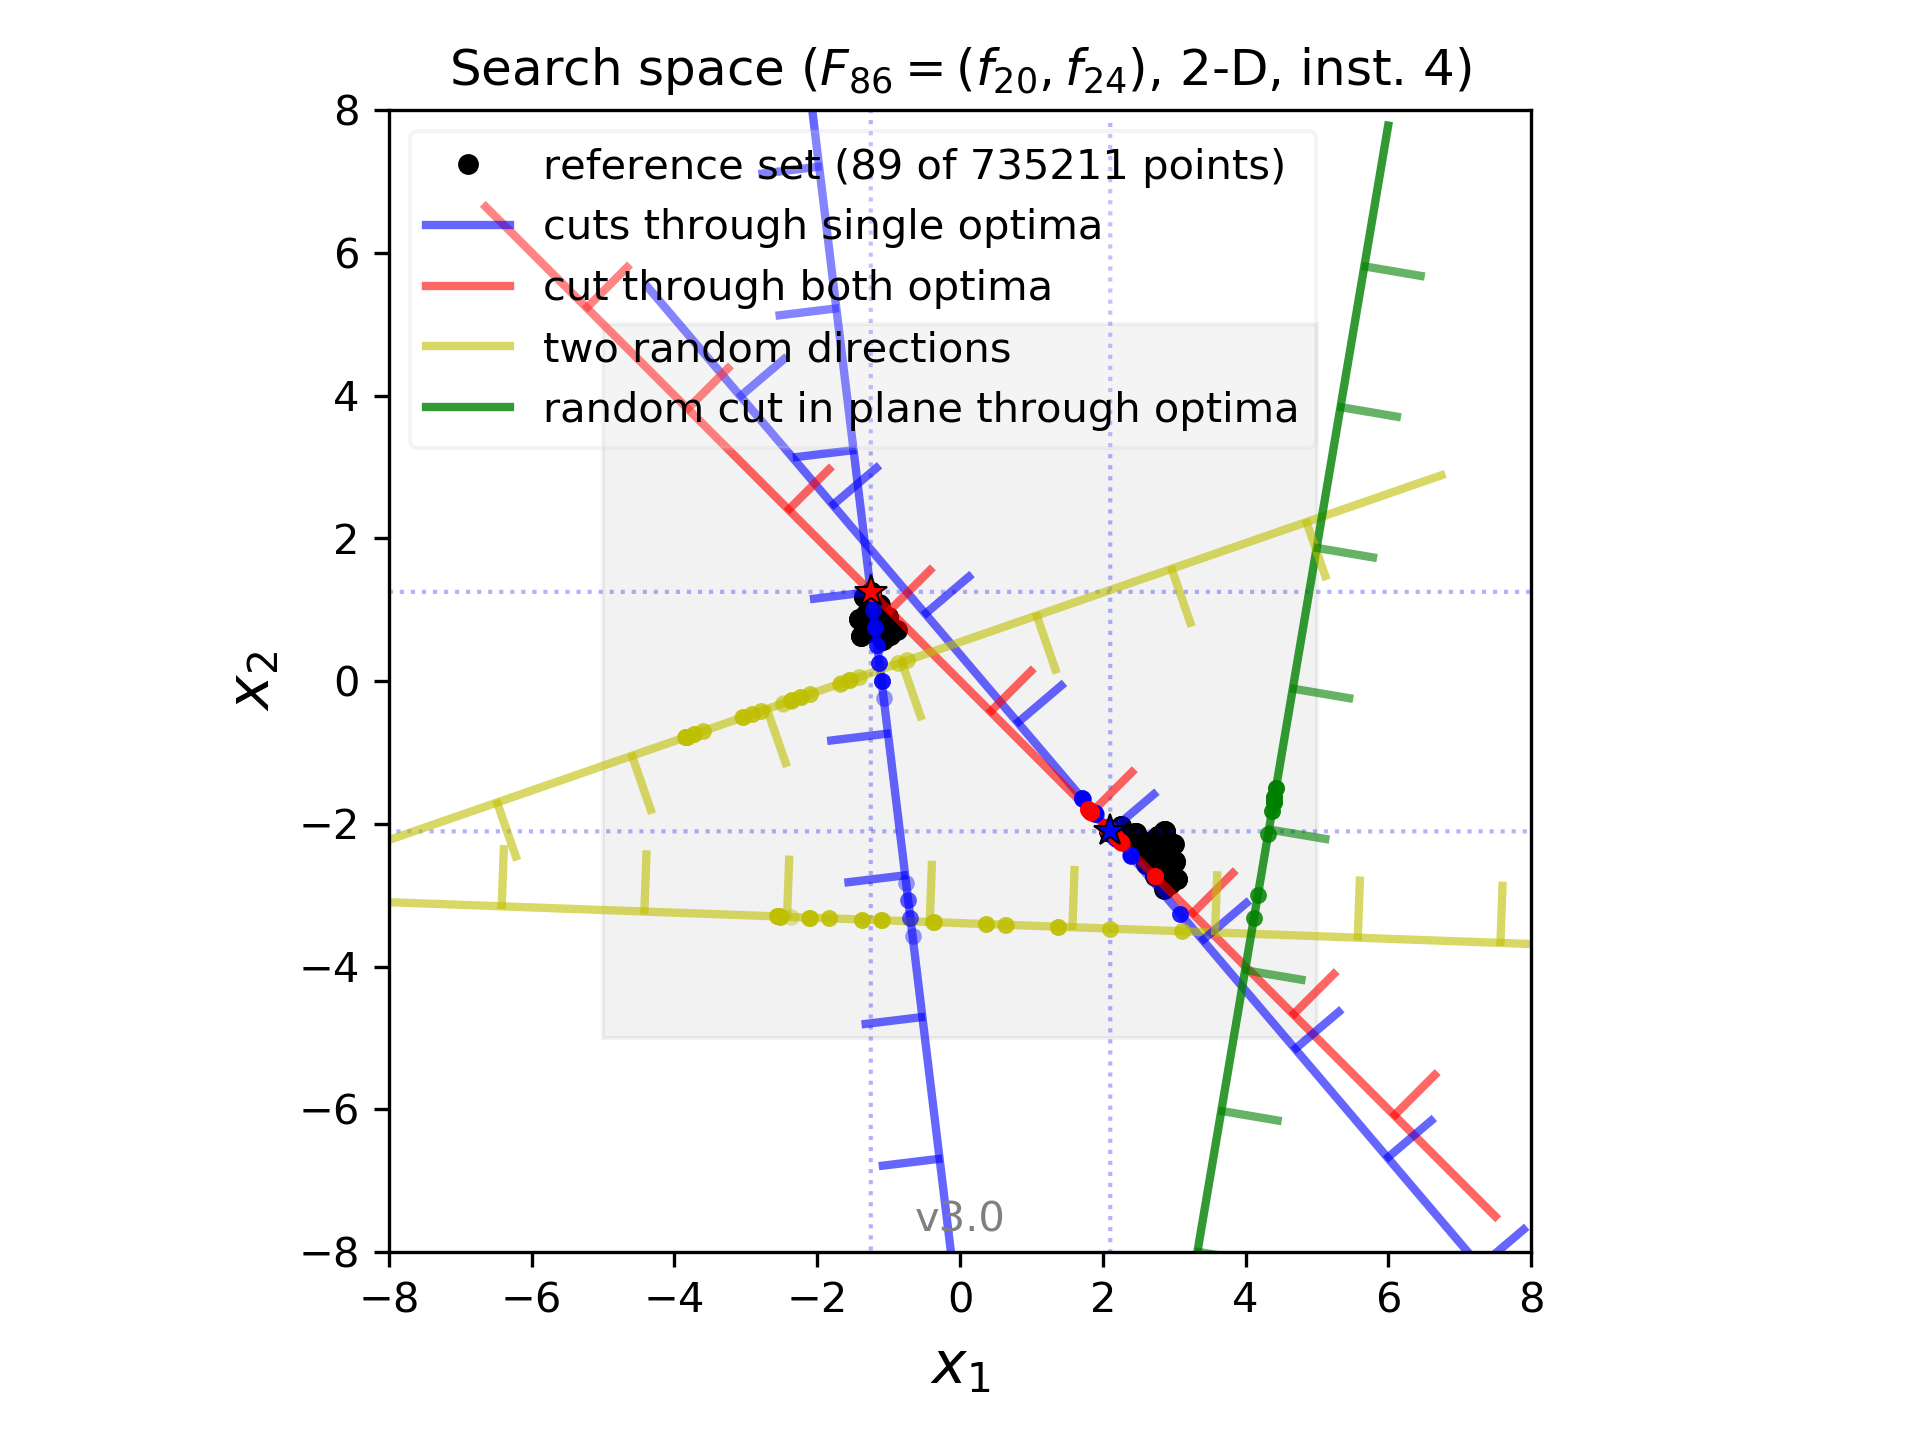 Search space (F₈₆ = (f₂₀, f₂₄), 2-D, inst. 4)
reference set (89 of 735211 points)
cuts through single optima
cut through both optima
two random directions
random cut in plane through optima
8
6
4
2
0
−2
−4
−6
−8
x₂
v3.0
−8 −6 −4 −2 0 2 4 6 8
x₁